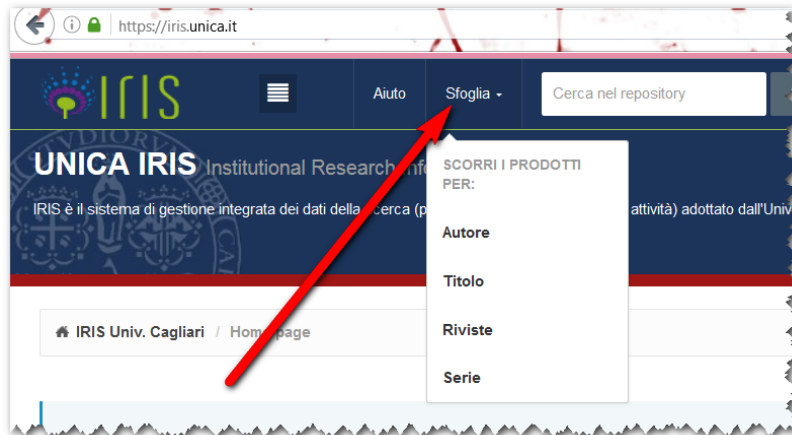 https://iris.unica.it
IRIS
Aiuto
Sfoglia
Cerca nel repository
UNICA IRIS Institutional Research
IRIS è il sistema di gestione integrata dei dati della ricerca attività) adottato dall'Univ
SCORRI I PRODOTTI
PER:
Autore
Titolo
Riviste
Serie
IRIS Univ. Cagliari / Homepage